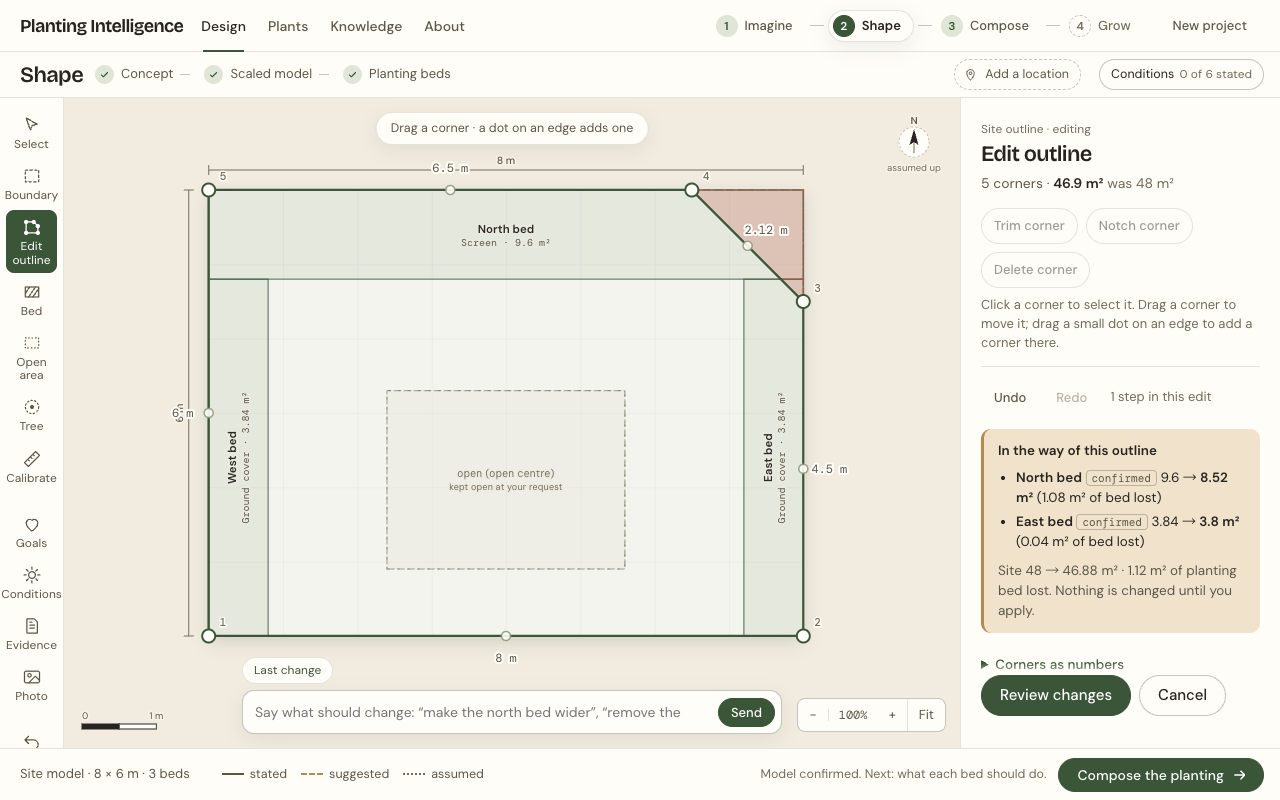 Planting Intelligence
Design
Plants
Knowledge
About
1 Imagine
2 Shape
3 Compose
4 Grow
New project
Shape
Concept
Scaled model
Planting beds
Add a location
Conditions 0 of 6 stated
Select
Boundary
Edit
outline
Bed
Open
area
Tree
Calibrate
Goals
Conditions
Evidence
Photo
Drag a corner · a dot on an edge adds one
N
assumed up
8 m
6.5 m
5
4
North bed
Screen · 9.6 m²
2.12 m
3
6 m
West bed
Ground cover · 3.84 m²
open (open centre)
kept open at your request
East bed
Ground cover · 3.84 m²
4.5 m
1
2
8 m
Last change
Say what should change: “make the north bed wider”, “remove the
Send
0 1 m
− 100% + Fit
Site outline · editing
Edit outline
5 corners · 46.9 m² was 48 m²
Trim corner
Notch corner
Delete corner
Click a corner to select it. Drag a corner to
move it; drag a small dot on an edge to add a
corner there.
Undo
Redo
1 step in this edit
In the way of this outline
• North bed confirmed 9.6 → 8.52
m² (1.08 m² of bed lost)
• East bed confirmed 3.84 → 3.8 m²
(0.04 m² of bed lost)
Site 48 → 46.88 m² · 1.12 m² of planting
bed lost. Nothing is changed until you
apply.
Corners as numbers
Review changes
Cancel
Site model · 8 × 6 m · 3 beds
stated
suggested
assumed
Model confirmed. Next: what each bed should do.
Compose the planting →